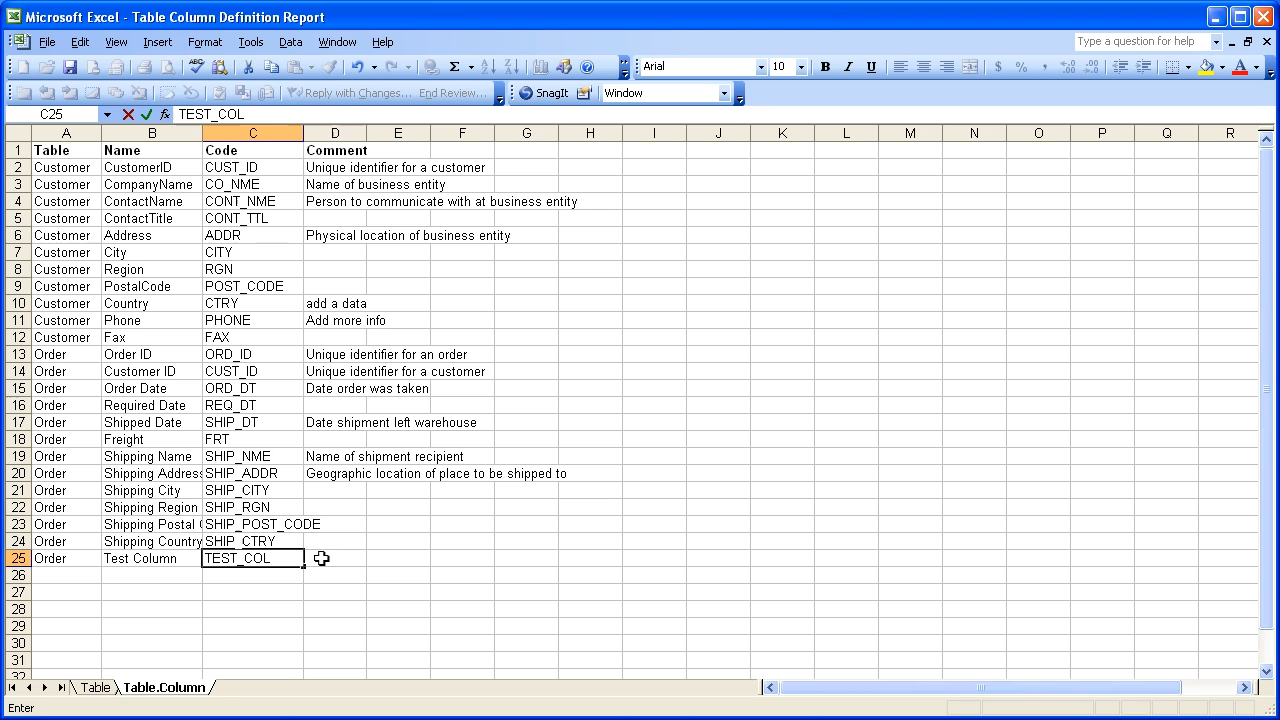 Microsoft Excel - Table Column Definition Report
File Edit View Insert Format Tools Data Window Help Type a question for help
Arial 10 B I U $ % ,
Reply with Changes... End Review... SnagIt Window
C25 fx TEST_COL
A B C D E F G H I J K L M N O P Q R
1 Table Name Code Comment
2 Customer CustomerID CUST_ID Unique identifier for a customer
3 Customer CompanyName CO_NME Name of business entity
4 Customer ContactName CONT_NME Person to communicate with at business entity
5 Customer ContactTitle CONT_TTL
6 Customer Address ADDR Physical location of business entity
7 Customer City CITY
8 Customer Region RGN
9 Customer PostalCode POST_CODE
10 Customer Country CTRY add a data
11 Customer Phone PHONE Add more info
12 Customer Fax FAX
13 Order Order ID ORD_ID Unique identifier for an order
14 Order Customer ID CUST_ID Unique identifier for a customer
15 Order Order Date ORD_DT Date order was taken
16 Order Required Date REQ_DT
17 Order Shipped Date SHIP_DT Date shipment left warehouse
18 Order Freight FRT
19 Order Shipping Name SHIP_NME Name of shipment recipient
20 Order Shipping Address SHIP_ADDR Geographic location of place to be shipped to
21 Order Shipping City SHIP_CITY
22 Order Shipping Region SHIP_RGN
23 Order Shipping Postal SHIP_POST_CODE
24 Order Shipping Country SHIP_CTRY
25 Order Test Column TEST_COL
26
27
28
29
30
31
32
Table Table.Column
Enter